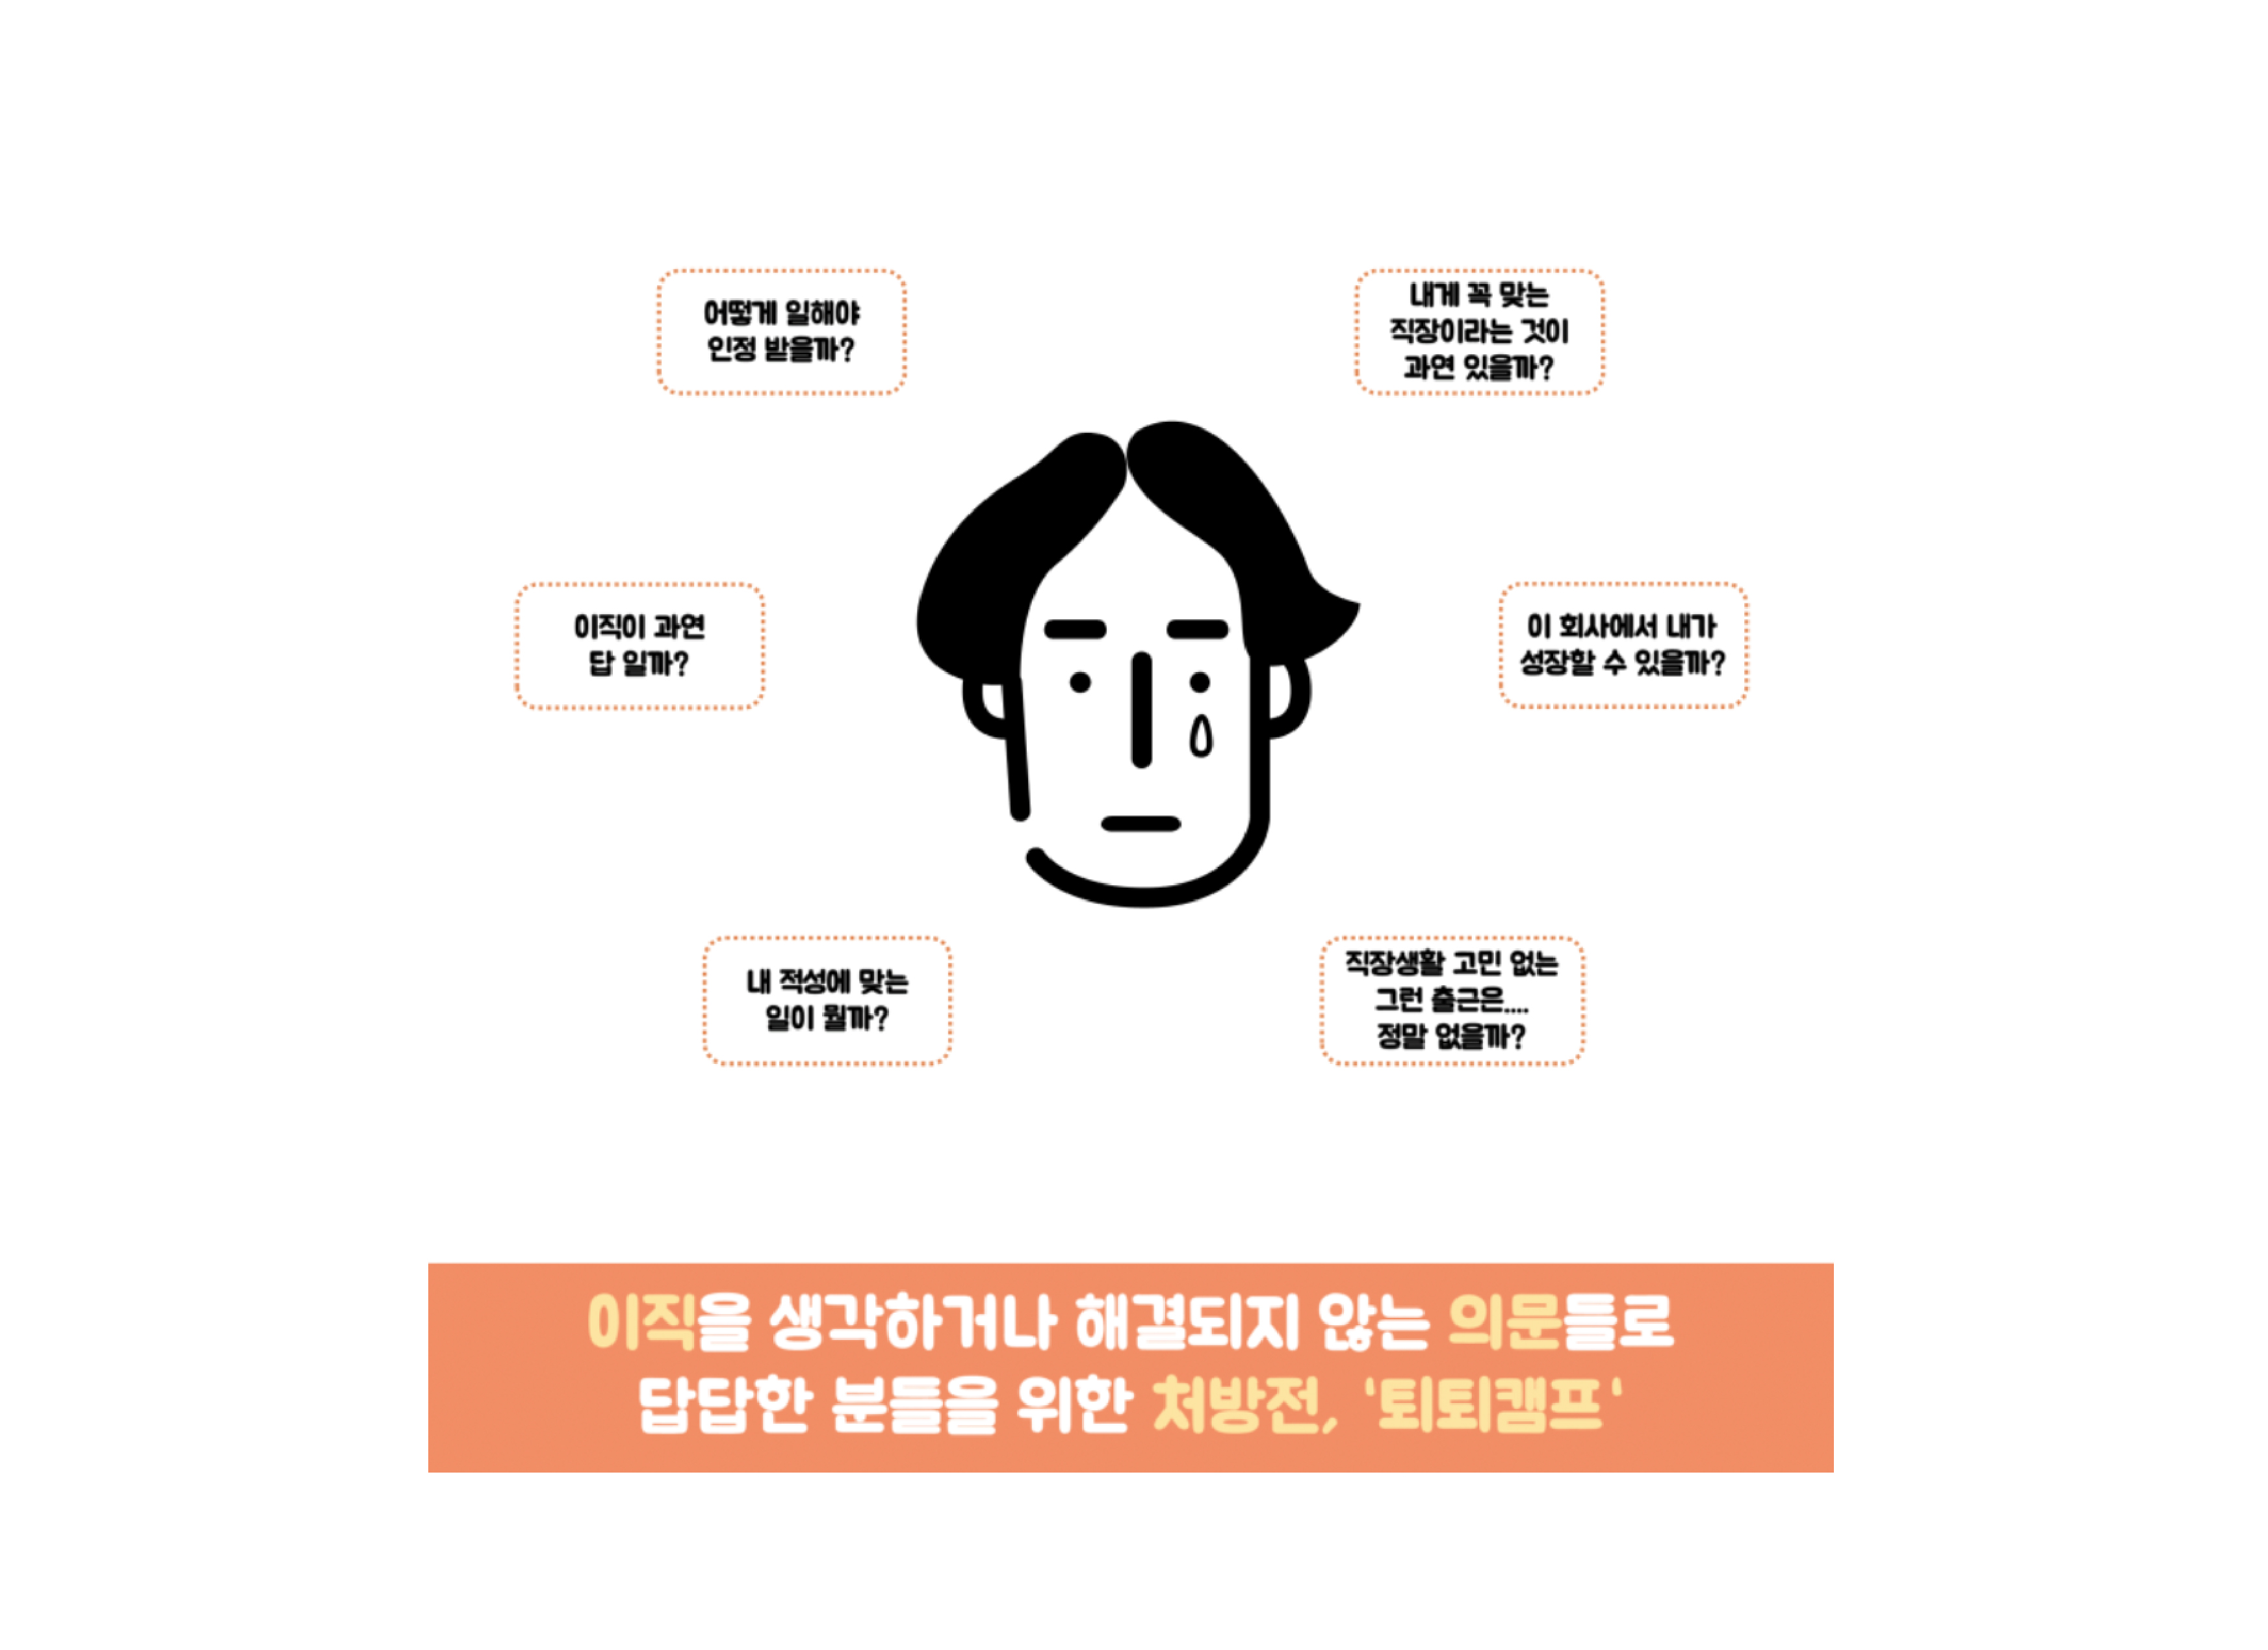 어떻게 일해야
인정 받을까?
내게 꼭 맞는
직장이라는 것이
과연 있을까?
이직이 과연
답 일까?
이 회사에서 내가
성장할 수 있을까?
내 적성에 맞는
일이 뭘까?
직장생활 고민 없는
그런 출근은....
정말 없을까?
이직을 생각하거나 해결되지 않는 의문들로
답답한 분들을 위한 처방전, '퇴퇴캠프'